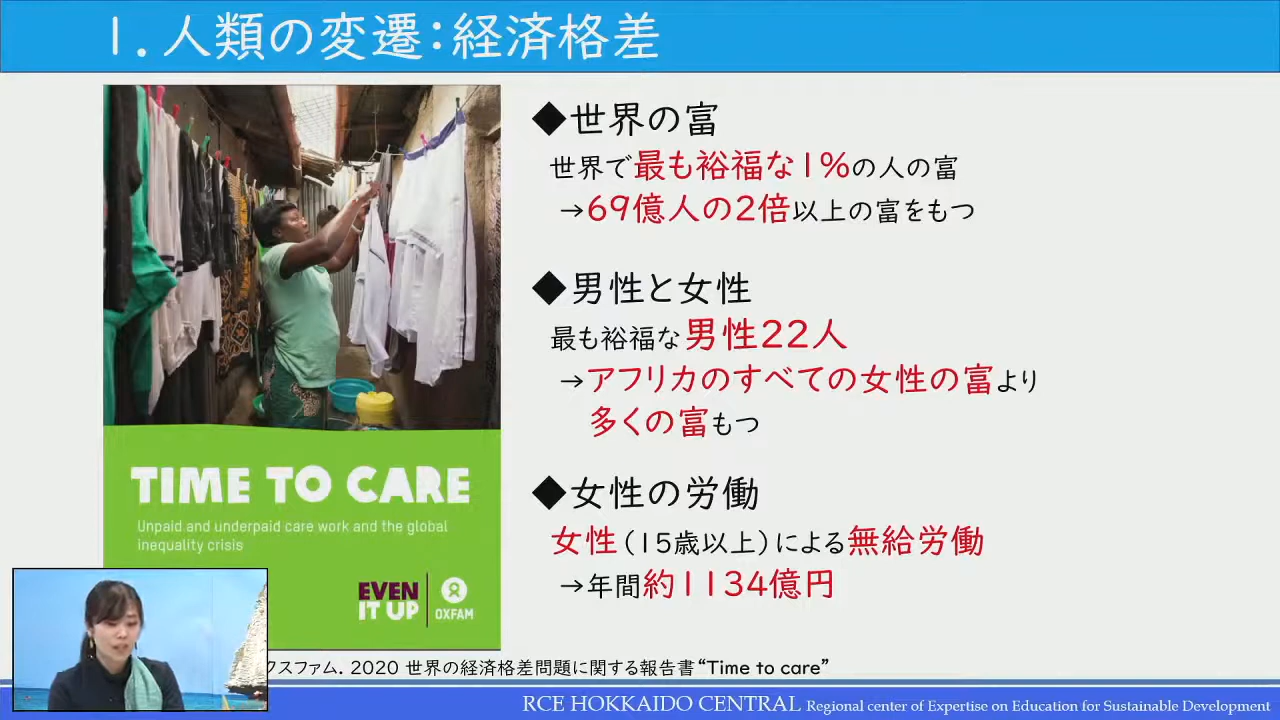 1.人類の変遷:経済格差
◆世界の富
世界で最も裕福な1%の人の富
→69億人の2倍以上の富をもつ
◆男性と女性
最も裕福な男性22人
→アフリカのすべての女性の富より
多くの富もつ
◆女性の労働
女性(15歳以上)による無給労働
→年間約1134億円
TIME TO CARE
Unpaid and underpaid care work and the global
inequality crisis
EVEN
IT UP
OXFAM
クスファム. 2020 世界の経済格差問題に関する報告書“Time to care”
RCE HOKKAIDO CENTRAL Regional center of Expertise on Education for Sustainable Development